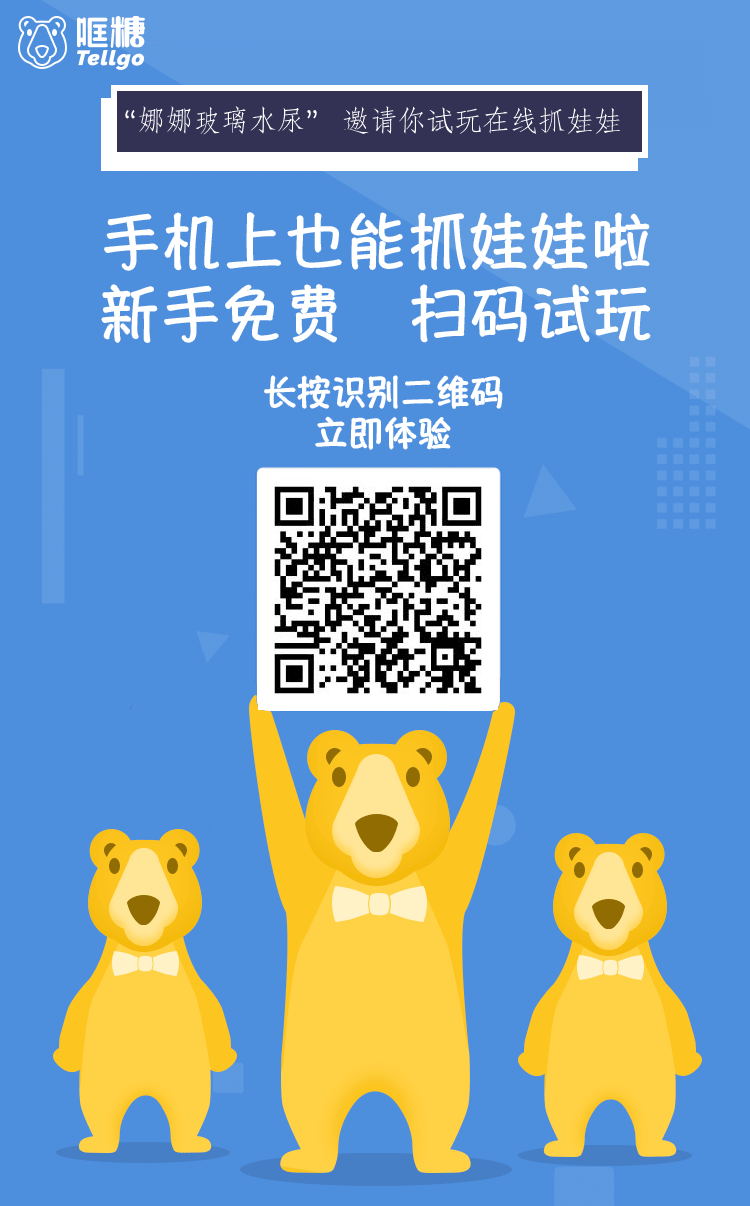 哐糖
Tellgo
“娜娜玻璃水尿” 邀请你试玩在线抓娃娃
手机上也能抓娃娃啦
新手免费 扫码试玩
长按识别二维码
立即体验